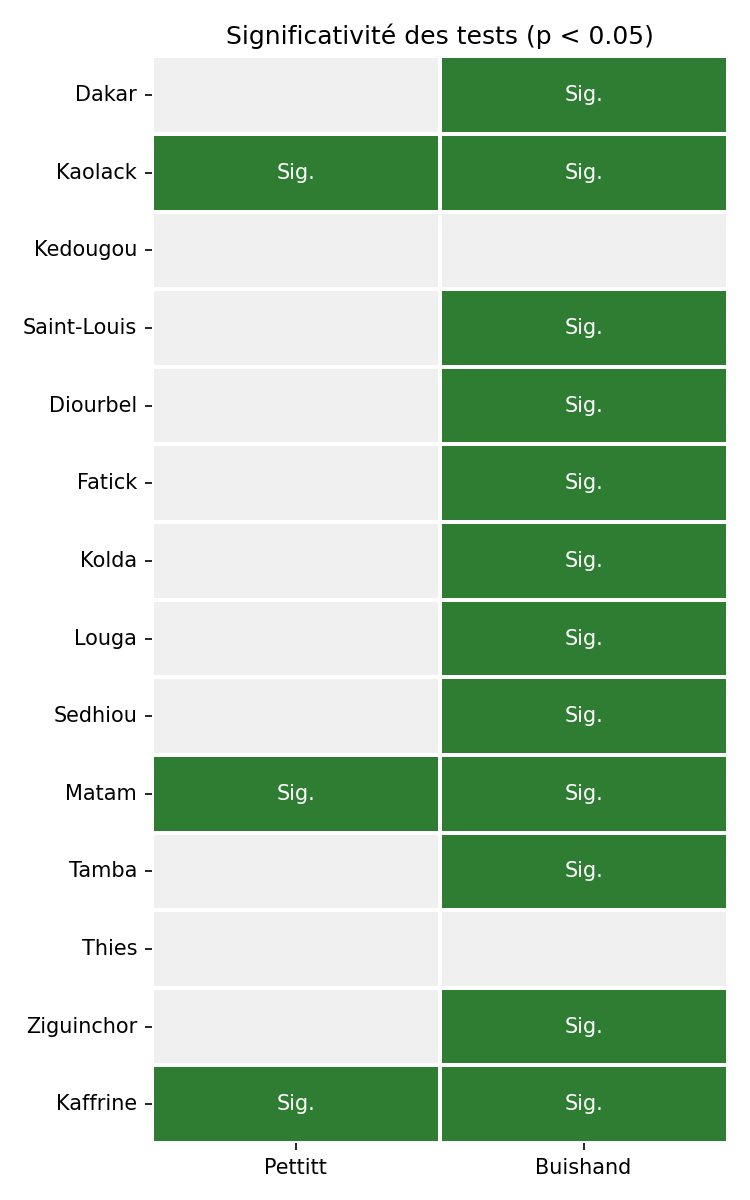 Significativité des tests (p < 0.05)
Dakar Sig.
Kaolack Sig. Sig.
Kedougou
Saint-Louis Sig.
Diourbel Sig.
Fatick Sig.
Kolda Sig.
Louga Sig.
Sedhiou Sig.
Matam Sig. Sig.
Tamba Sig.
Thies
Ziguinchor Sig.
Kaffrine Sig. Sig.
Pettitt Buishand